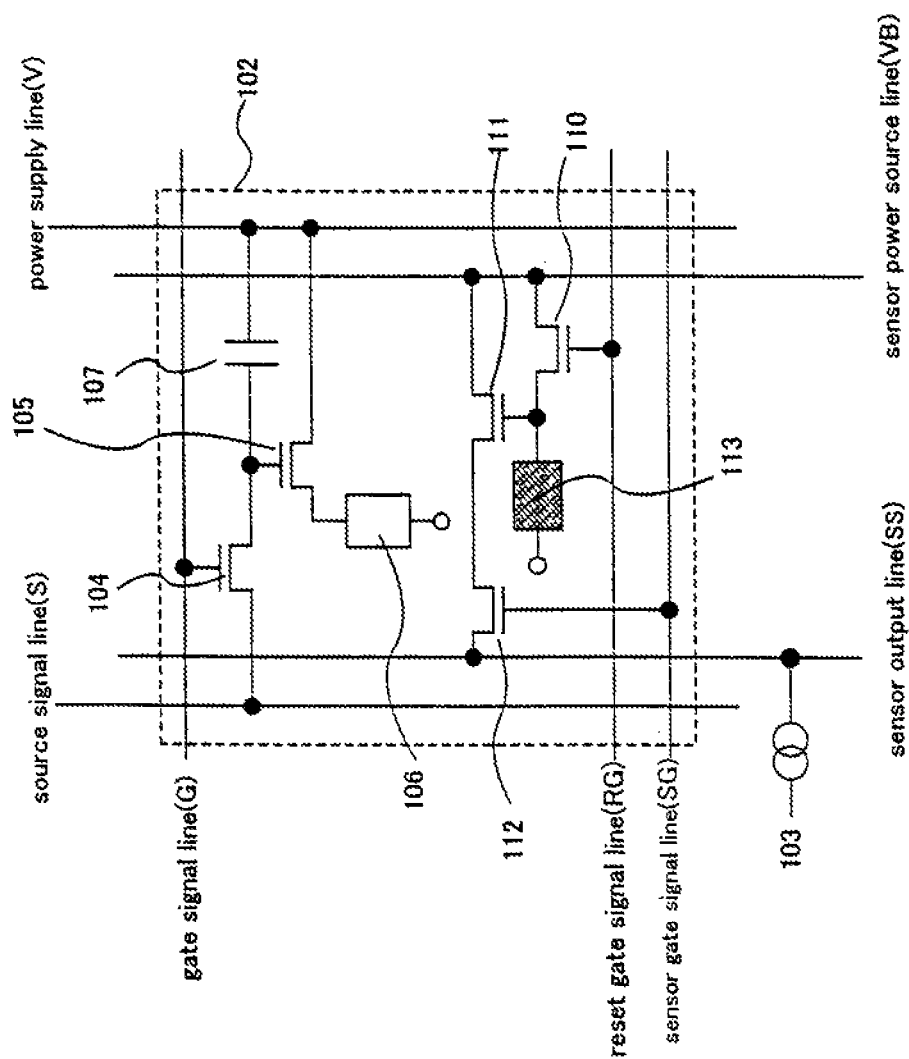 source signal line(S)
power supply line(V)
gate signal line(G)
102
104
105
107
106
111
110
113
112
reset gate signal line(RG)
sensor gate signal line(SG)
103
sensor output line(SS)
sensor power source line(VB)